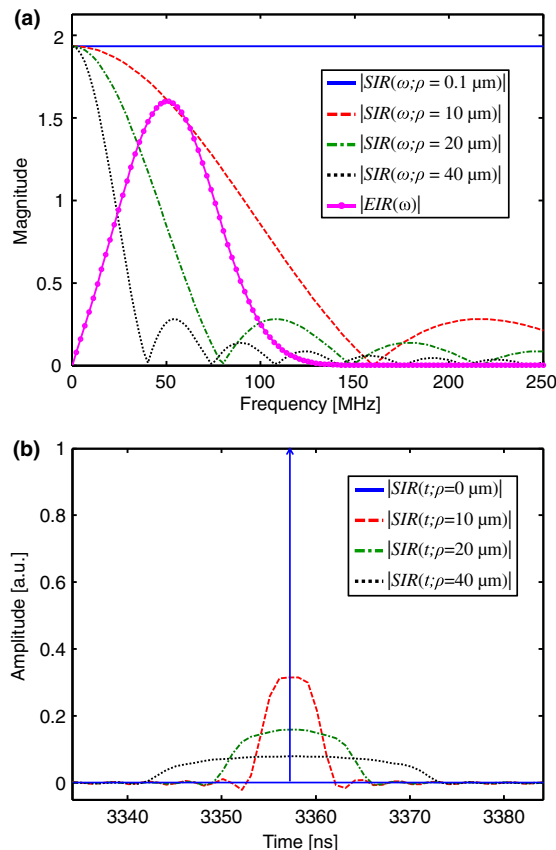 (a)
2
1.5
1
0.5
0
Magnitude
|SIR(ω;ρ = 0.1 μm)|
|SIR(ω;ρ = 10 μm)|
|SIR(ω;ρ = 20 μm)|
|SIR(ω;ρ = 40 μm)|
|EIR(ω)|
0 50 100 150 200 250
Frequency [MHz]
(b)
1
0.8
0.6
0.4
0.2
0
Amplitude [a.u.]
|SIR(t;ρ=0 μm)|
|SIR(t;ρ=10 μm)|
|SIR(t;ρ=20 μm)|
|SIR(t;ρ=40 μm)|
3340 3350 3360 3370 3380
Time [ns]